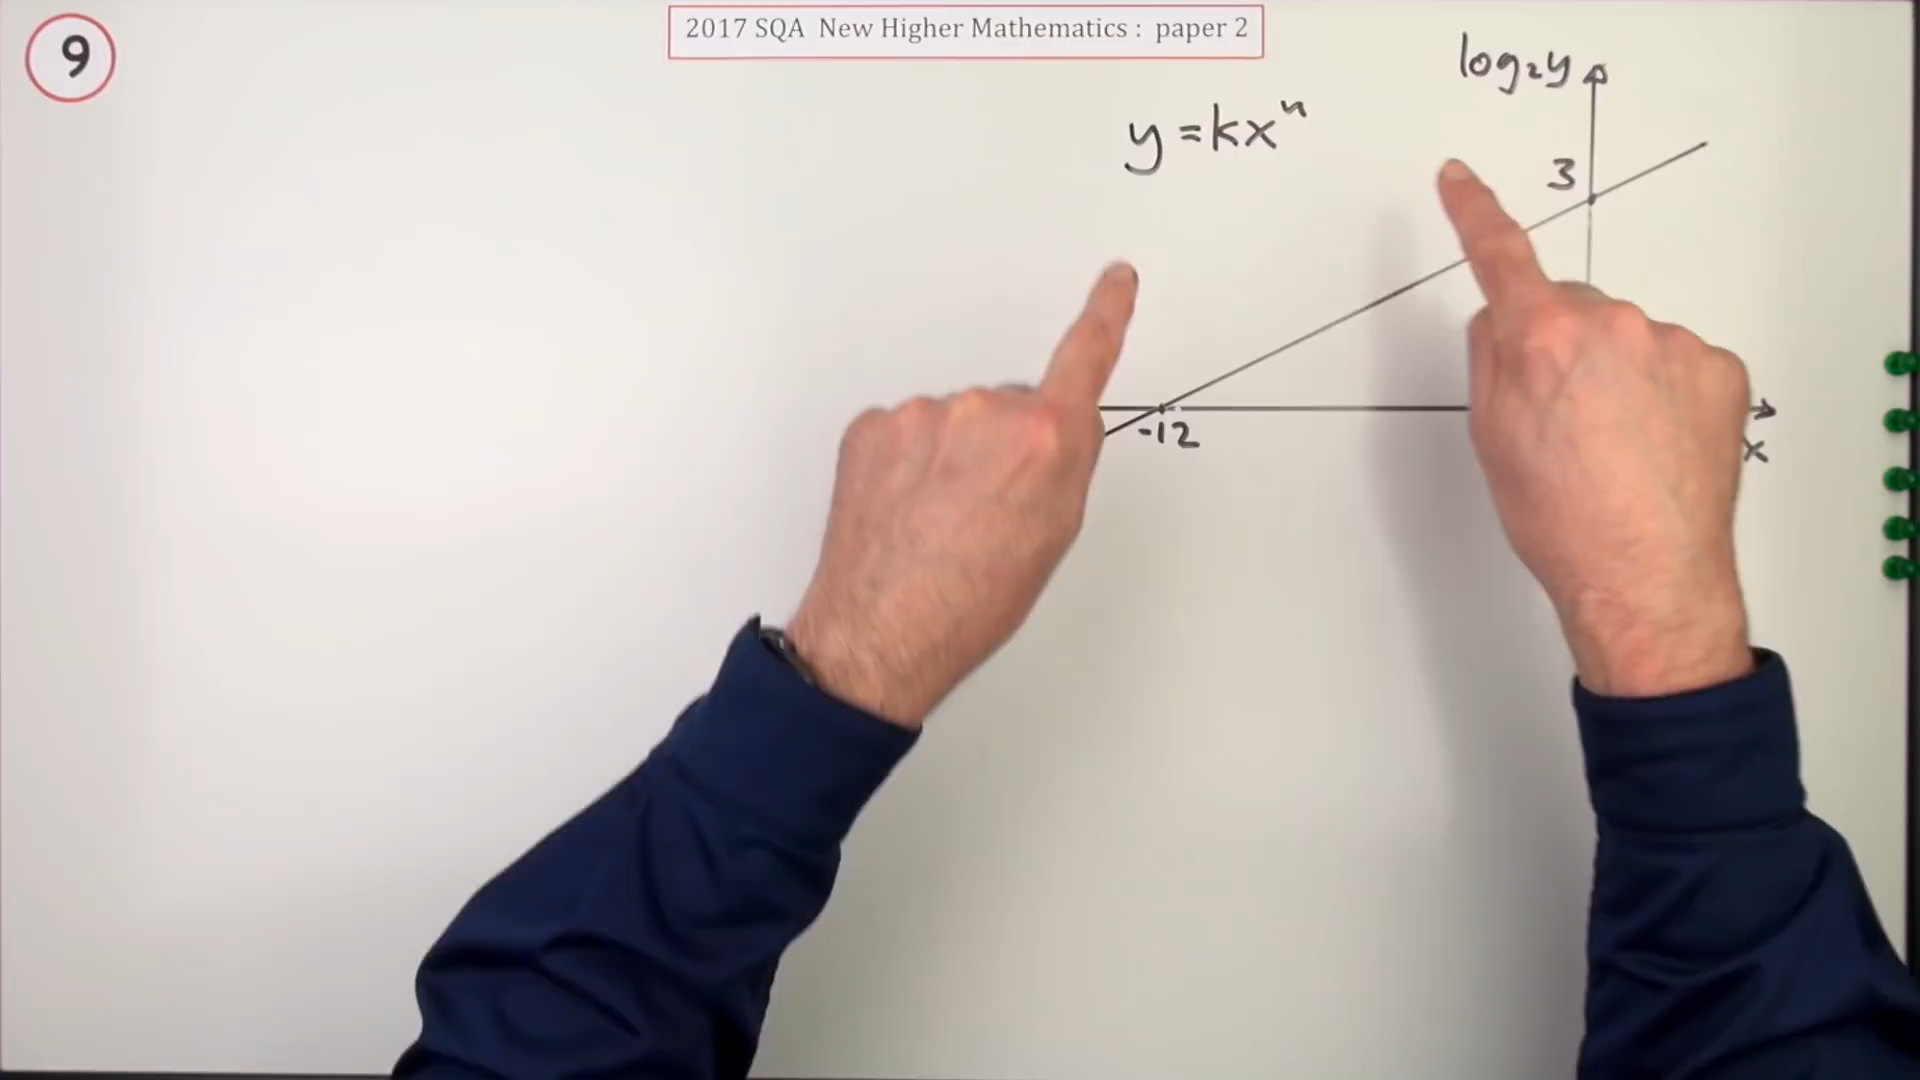 9
2017 SQA New Higher Mathematics : paper 2
log₂y
y = kxⁿ
3
-12
x